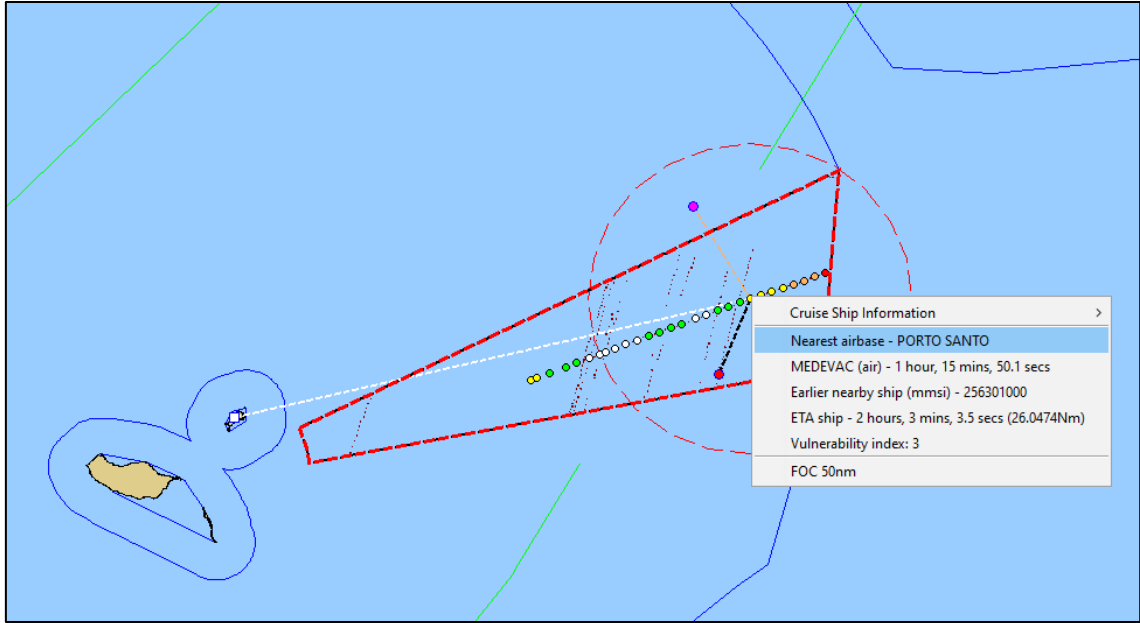 Cruise Ship Information >
Nearest airbase - PORTO SANTO
MEDEVAC (air) - 1 hour, 15 mins, 50.1 secs
Earlier nearby ship (mmsi) - 256301000
ETA ship - 2 hours, 3 mins, 3.5 secs (26.0474Nm)
Vulnerability index: 3
FOC 50nm